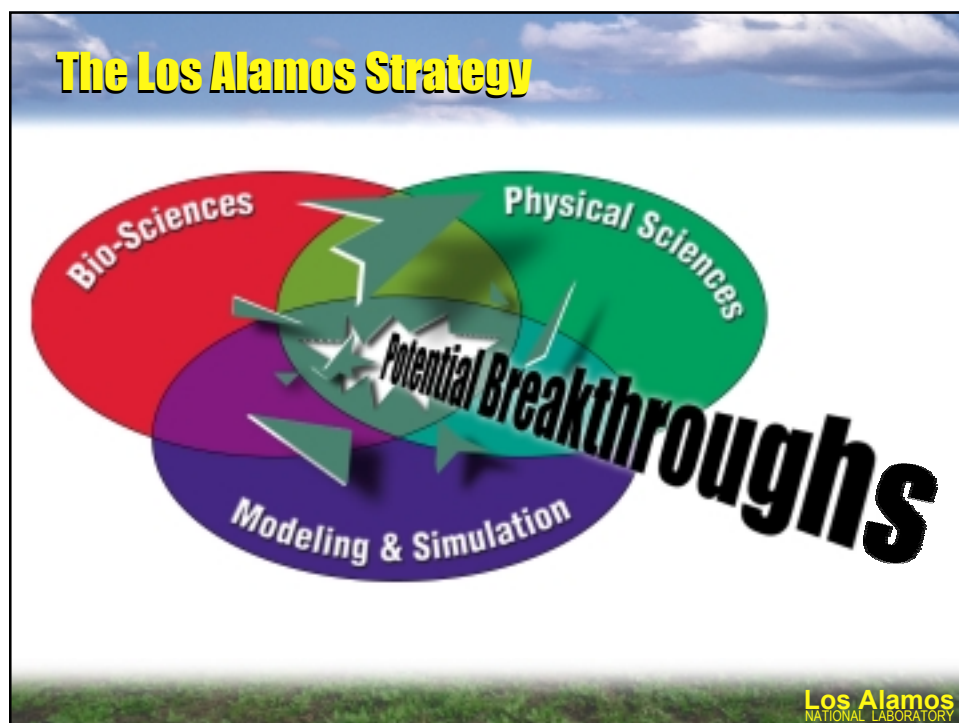 The Los Alamos Strategy
Bio-Sciences
Physical Sciences
Potential Breakthroughs
Modeling & Simulation
Los Alamos
NATIONAL LABORATORY